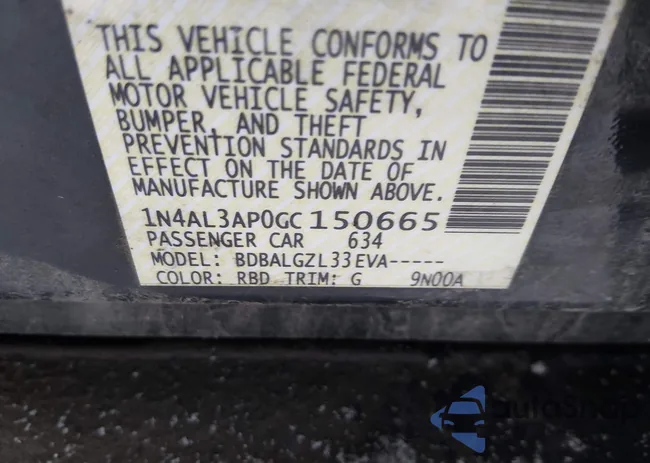 THIS VEHICLE CONFORMS TO
ALL APPLICABLE FEDERAL
MOTOR VEHICLE SAFETY,
BUMPER, AND THEFT
PREVENTION STANDARDS IN
EFFECT ON THE DATE OF
MANUFACTURE SHOWN ABOVE.
1N4AL3AP0GC150665
PASSENGER CAR 634
MODEL: BDBALGZL33EVA-----
COLOR: RBD TRIM: G 9N00A
autosnap